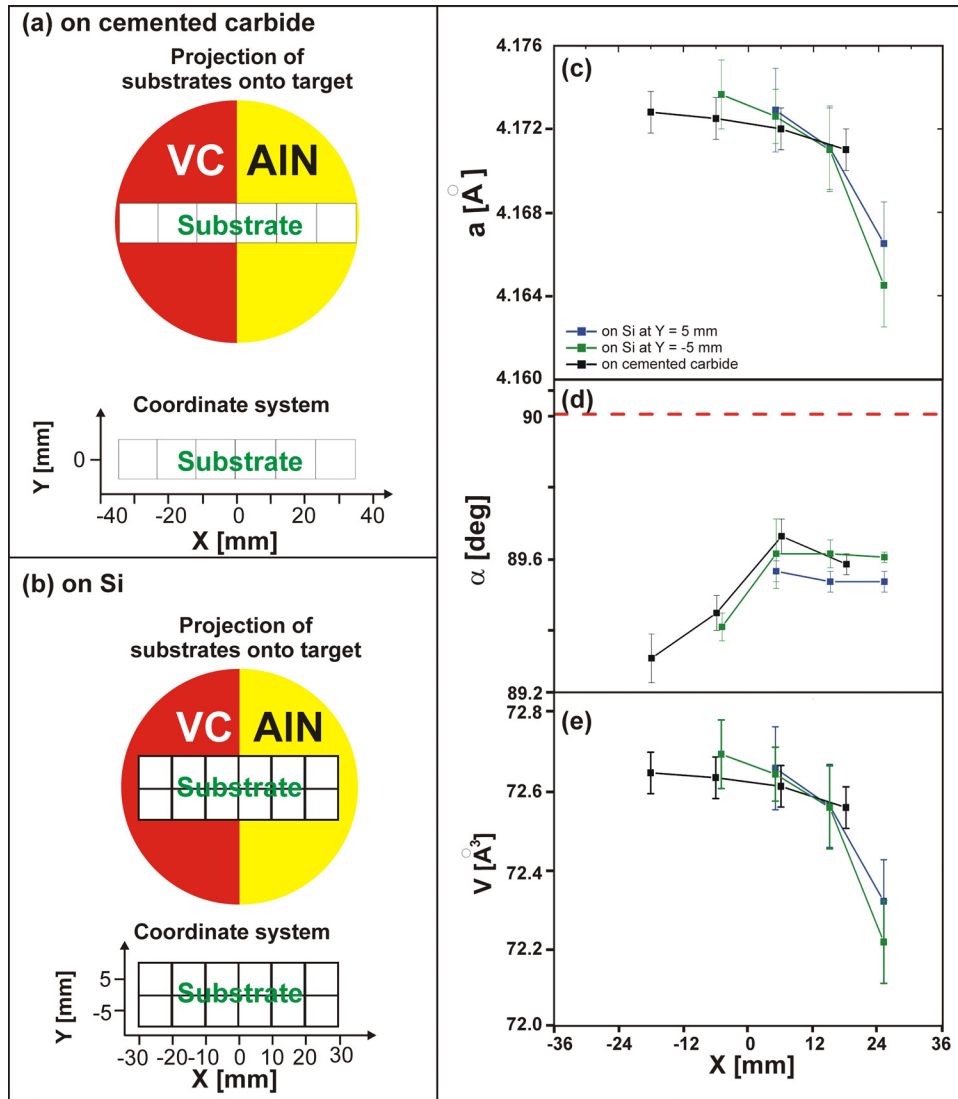 (a) on cemented carbide
Projection of
substrates onto target
VC AlN
Substrate
Coordinate system
Y [mm]
0
Substrate
-40 -20 0 20 40
X [mm]
(b) on Si
Projection of
substrates onto target
VC AlN
Substrate
Coordinate system
Y [mm]
5
-5
Substrate
-30 -20 -10 0 10 20 30
X [mm]
(c)
a [Å]
4.176
4.172
4.168
4.164
4.160
on Si at Y = 5 mm
on Si at Y = -5 mm
on cemented carbide
(d)
α [deg]
90
89.6
89.2
(e)
V [Å³]
72.8
72.6
72.4
72.2
72.0
-36 -24 -12 0 12 24 36
X [mm]